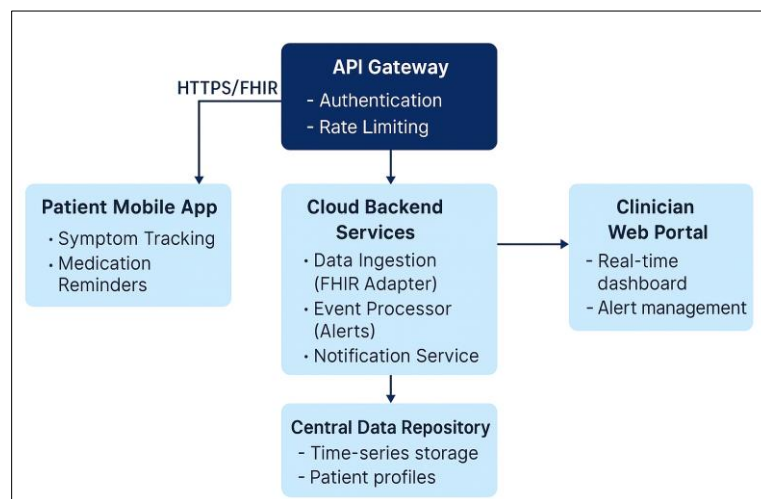 API Gateway
- Authentication
- Rate Limiting
HTTPS/FHIR
Patient Mobile App
· Symptom Tracking
· Medication
Reminders
Cloud Backend
Services
· Data Ingestion
(FHIR Adapter)
· Event Processor
(Alerts)
· Notification Service
Clinician
Web Portal
- Real-time
dashboard
- Alert management
Central Data Repository
- Time-series storage
- Patient profiles